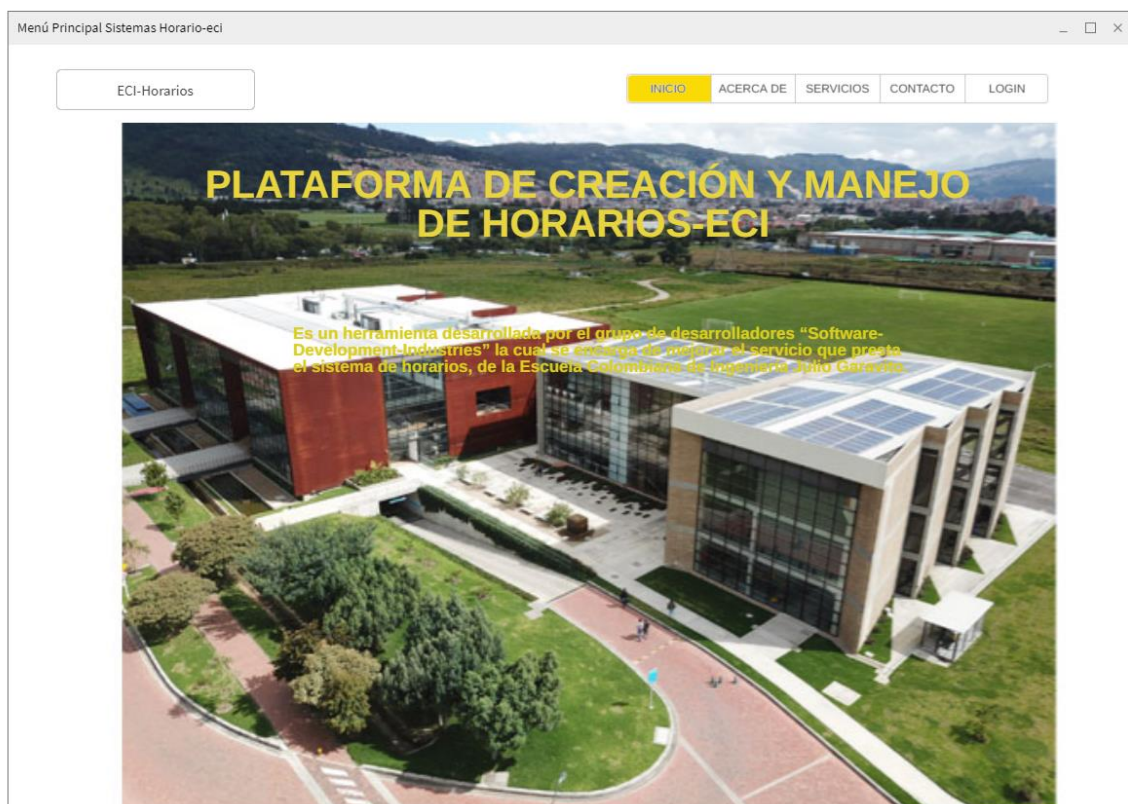 Menú Principal Sistemas Horario-eci
ECI-Horarios
INICIO
ACERCA DE
SERVICIOS
CONTACTO
LOGIN
PLATAFORMA DE CREACIÓN Y MANEJO
DE HORARIOS-ECI
Es un herramienta desarrollada por el grupo de desarrolladores “Software-
Development-Industries” la cual se encarga de mejorar el servicio que presta
el sistema de horarios, de la Escuela Colombiana de Ingeniería Julio Garavito.